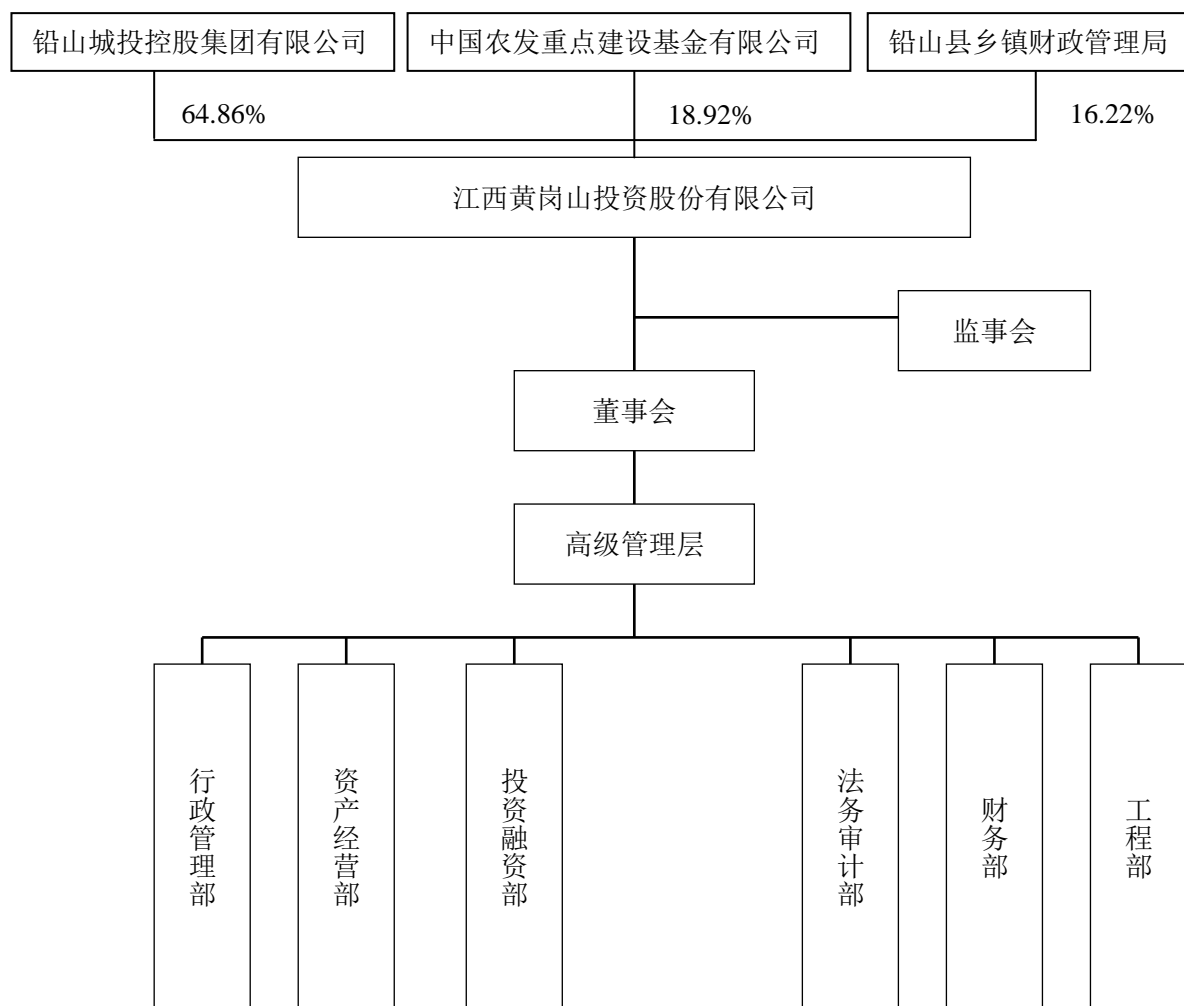 铅山城投控股集团有限公司
中国农发重点建设基金有限公司
铅山县乡镇财政管理局
64.86%
18.92%
16.22%
江西黄岗山投资股份有限公司
监事会
董事会
高级管理层
行政管理部
资产经营部
投资融资部
法务审计部
财务部
工程部